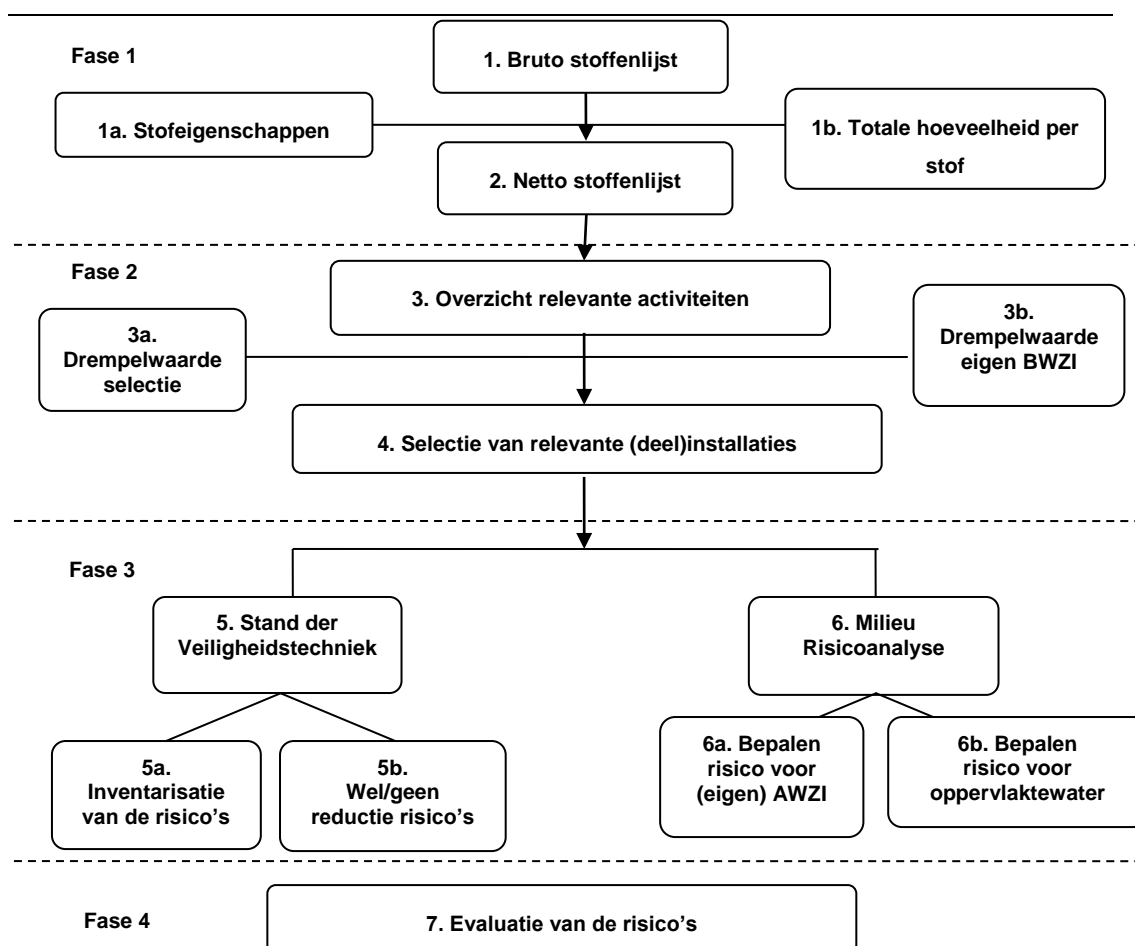 Fase 1
1. Bruto stoffenlijst
1a. Stofeigenschappen
1b. Totale hoeveelheid per
stof
2. Netto stoffenlijst
Fase 2
3. Overzicht relevante activiteiten
3a.
Drempelwaarde
selectie
3b.
Drempelwaarde
eigen BWZI
4. Selectie van relevante (deel)installaties
Fase 3
5. Stand der
Veiligheidstechniek
6. Milieu
Risicoanalyse
5a.
Inventarisatie
van de risico's
5b.
Wel/geen
reductie risico's
6a. Bepalen
risico voor
(eigen) AWZI
6b. Bepalen
risico voor
oppervlaktewater
Fase 4
7. Evaluatie van de risico's